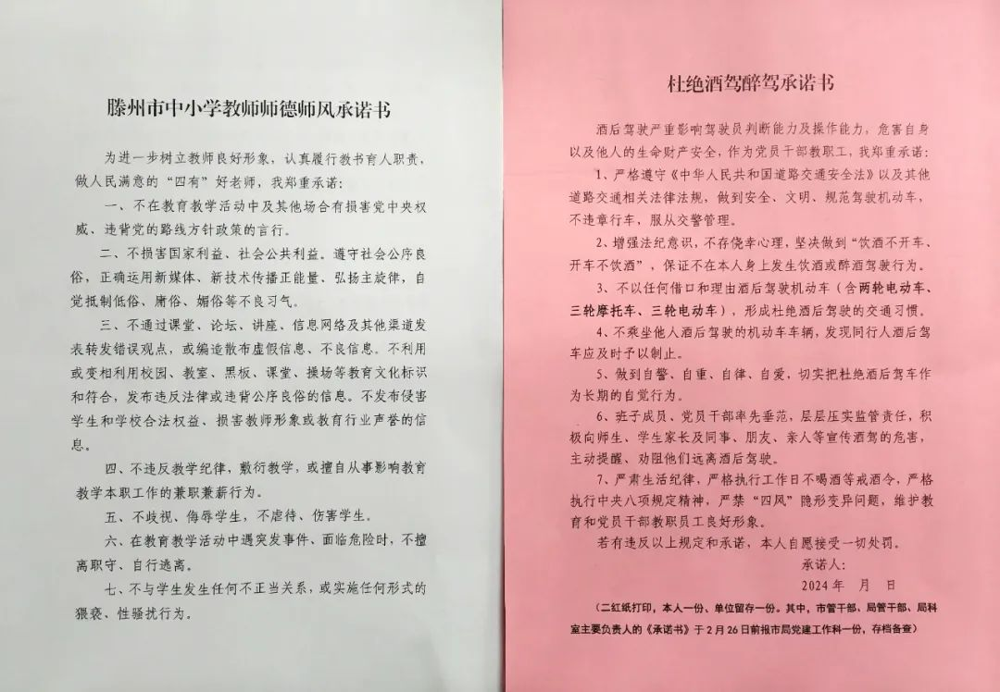 滕州市中小学教师师德师风承诺书
为进一步树立教师良好形象，认真履行教书育人职责，
做人民满意的“四有”好老师，我郑重承诺：
一、不在教育教学活动中及其他场合有损害党中央权
威、违背党的路线方针政策的言行。
二、不损害国家利益、社会公共利益。遵守社会公序良
俗，正确运用新媒体、新技术传播正能量、弘扬主旋律，自
觉抵制低俗、庸俗、媚俗等不良习气。
三、不通过课堂、论坛、讲座、信息网络及其他渠道发
表转发错误观点，或编造散布虚假信息、不良信息。不利用
或变相利用校园、教室、黑板、课堂、操场等教育文化标识
和符合，发布违反法律或违背公序良俗的信息。不发布侵害
学生和学校合法权益、损害教师形象或教育行业声誉的信
息。
四、不违反教学纪律，敷衍教学，或擅自从事影响教育
教学本职工作的兼职兼薪行为。
五、不歧视、侮辱学生，不虐待、伤害学生。
六、在教育教学活动中遇突发事件、面临危险时，不擅
离职守、自行逃离。
七、不与学生发生任何不正当关系，或实施任何形式的
猥亵、性骚扰行为。
杜绝酒驾醉驾承诺书
酒后驾驶严重影响驾驶员判断能力及操作能力，危害自身
以及他人的生命财产安全，作为党员干部教职工，我郑重承诺：
1、严格遵守《中华人民共和国道路交通安全法》以及其他
道路交通相关法律法规，做到安全、文明、规范驾驶机动车，
不违章行车，服从交警管理。
2、增强法纪意识，不存侥幸心理，坚决做到“饮酒不开车、
开车不饮酒”，保证不在本人身上发生饮酒或醉酒驾驶行为。
3、不以任何借口和理由酒后驾驶机动车（含两轮电动车、
三轮摩托车、三轮电动车），形成杜绝酒后驾驶的交通习惯。
4、不乘坐他人酒后驾驶的机动车车辆，发现同行人酒后驾
车应及时予以制止。
5、做到自警、自重、自律、自爱，切实把杜绝酒后驾车作
为长期的自觉行为。
6、班子成员、党员干部率先垂范，层层压实监管责任，积
极向师生、学生家长及同事、朋友、亲人等宣传酒驾的危害，
主动提醒、劝阻他们远离酒后驾驶。
7、严肃生活纪律，严格执行工作日不喝酒等戒酒令，严格
执行中央八项规定精神，严禁“四风”隐形变异问题，维护教
育和党员干部教职员工良好形象。
若有违反以上规定和承诺，本人自愿接受一切处罚。
承诺人：
2024年 月 日
（二红纸打印，本人一份、单位留存一份。其中，市管干部、局管干部、局科
室主要负责人的《承诺书》于2月26日前报市局党建工作科一份，存档备查）